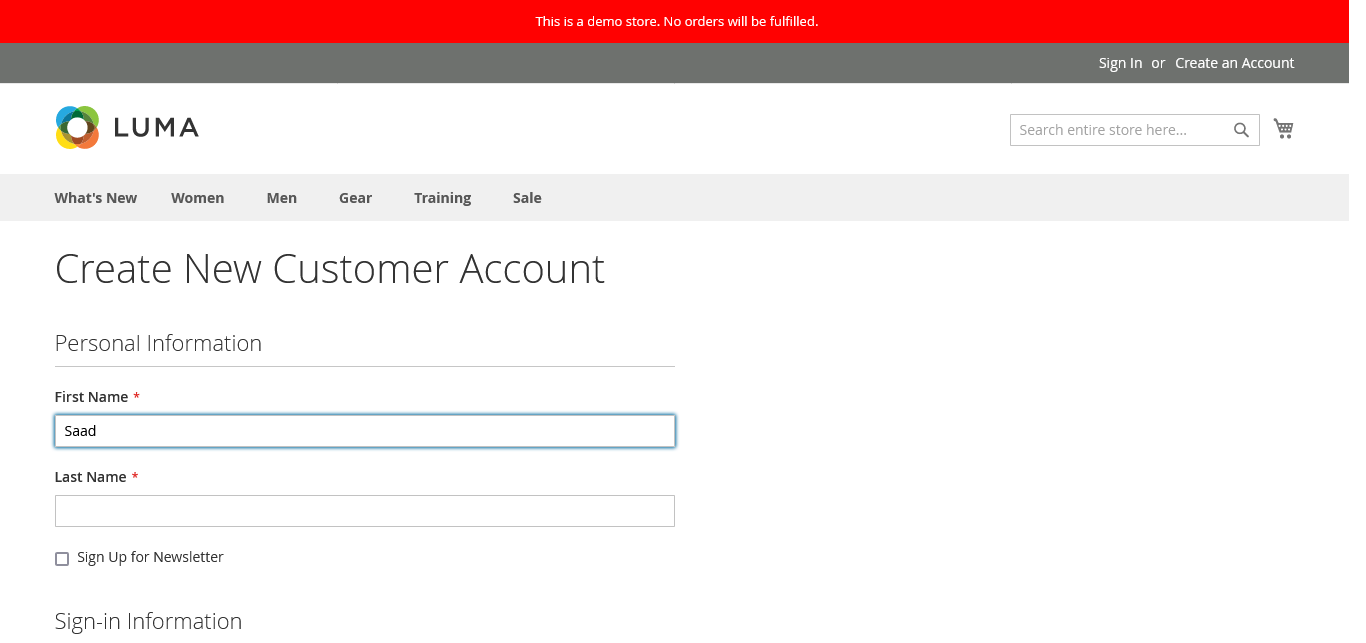 This is a demo store. No orders will be fulfilled.
Sign In or Create an Account
LUMA
Search entire store here...
What's New Women Men Gear Training Sale
Create New Customer Account
Personal Information
First Name *
Saad
Last Name *
Sign Up for Newsletter
Sign-in Information